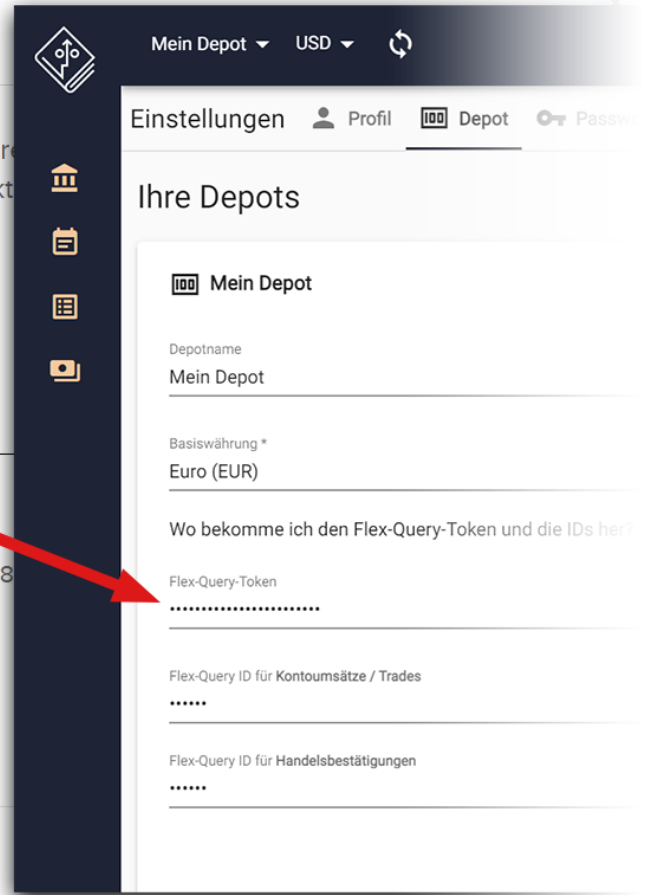 Mein Depot USD
Einstellungen Profil Depot
Ihre Depots
Mein Depot
Depotname
Mein Depot
Basiswährung *
Euro (EUR)
Wo bekomme ich den Flex-Query-Token und die IDs her?
Flex-Query-Token
••••••••••••••••••••••••
Flex-Query ID für Kontoumsätze / Trades
••••••
Flex-Query ID für Handelsbestätigungen
••••••